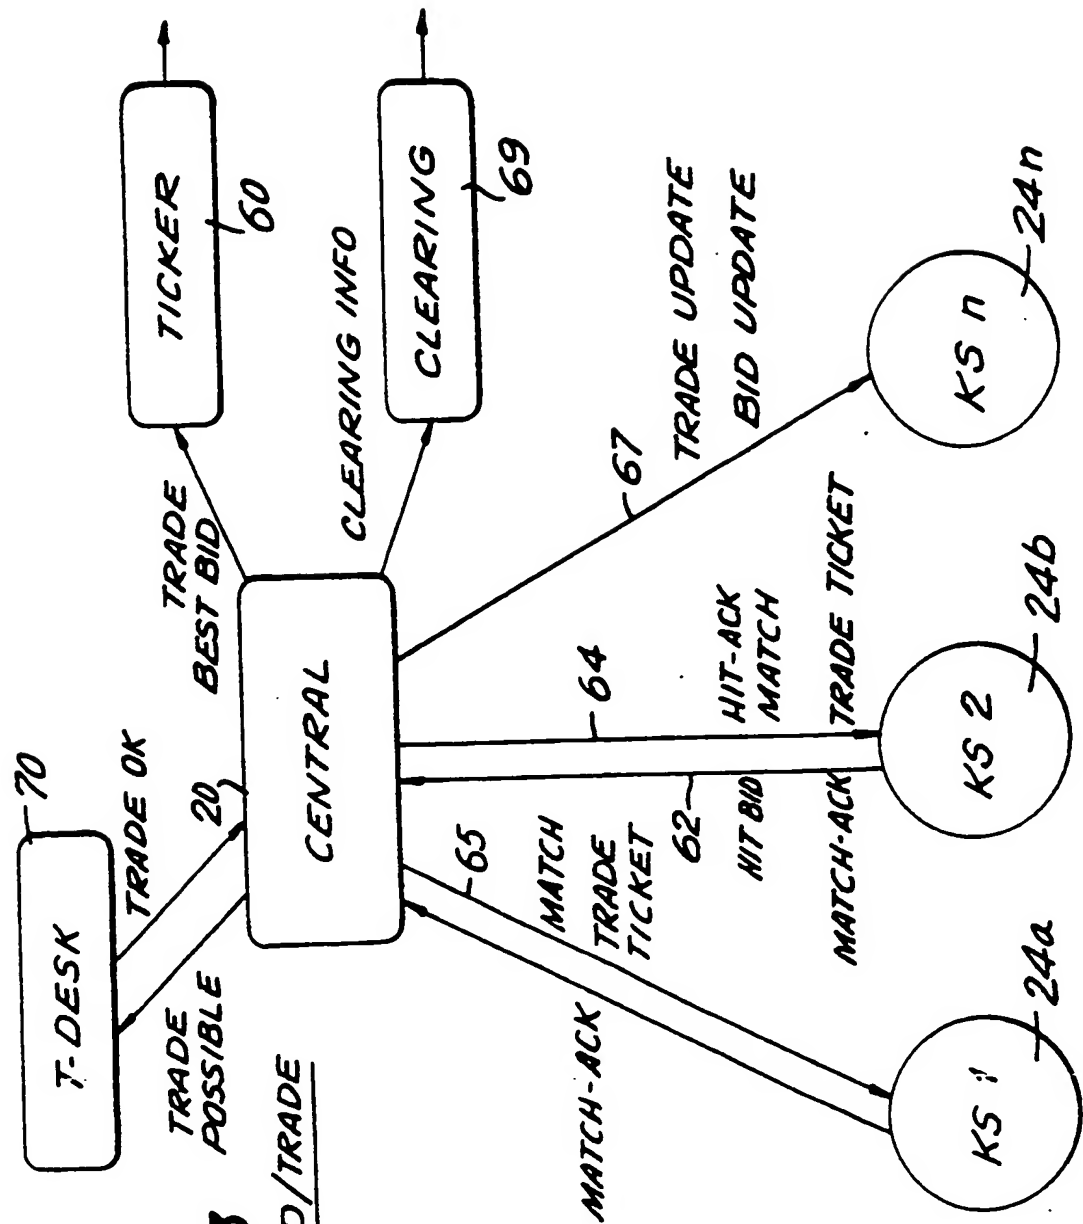 70
T-DESK
TRADE OK
TRADE
POSSIBLE
20
CENTRAL
TRADE
BEST BID
TICKER
60
CLEARING INFO
CLEARING
69
/TRADE
65
MATCH
TRADE
TICKET
MATCH-ACK
62
HIT BID
MATCH-ACK
64
HIT-ACK
MATCH
TRADE TICKET
67
TRADE UPDATE
BID UPDATE
KS 1
24a
KS 2
24b
KS n
24n